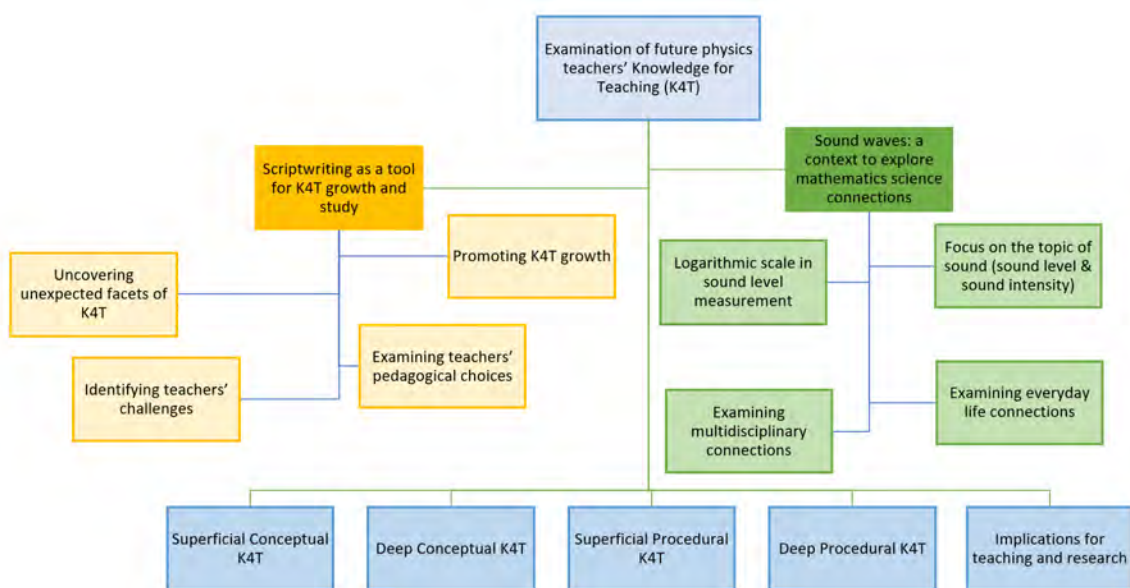 Examination of future physics
teachers' Knowledge for
Teaching (K4T)
Scriptwriting as a tool
for K4T growth and
study
Sound waves: a
context to explore
mathematics science
connections
Uncovering
unexpected facets of
K4T
Promoting K4T growth
Identifying teachers'
challenges
Examining teachers'
pedagogical choices
Logarithmic scale in
sound level
measurement
Focus on the topic of
sound (sound level &
sound intensity)
Examining
multidisciplinary
connections
Examining everyday
life connections
Superficial Conceptual
K4T
Deep Conceptual K4T
Superficial Procedural
K4T
Deep Procedural K4T
Implications for
teaching and research